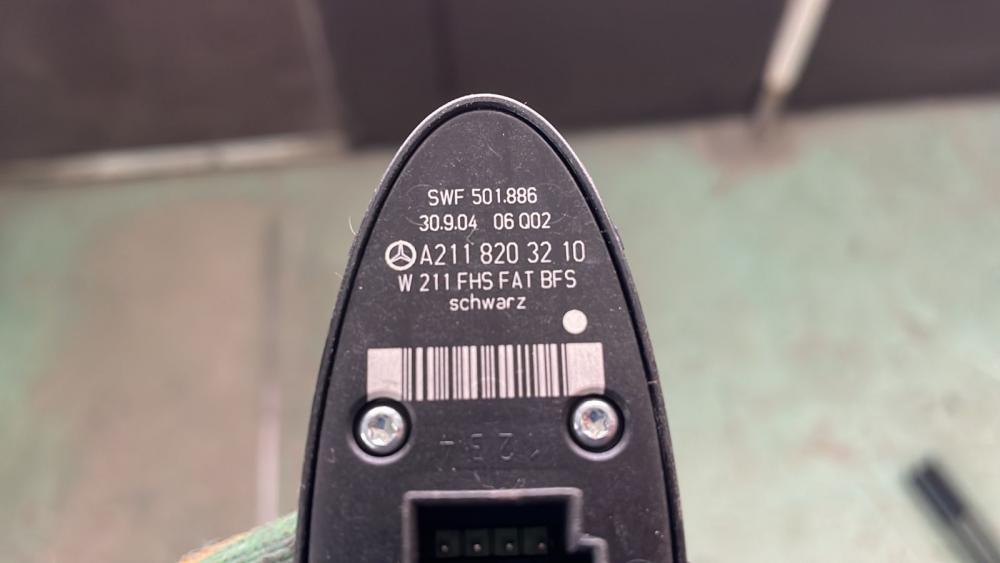 SWF 501.886
30.9.04 06 Q02
A211 820 32 10
W 211 FHS FAT BFS
schwarz